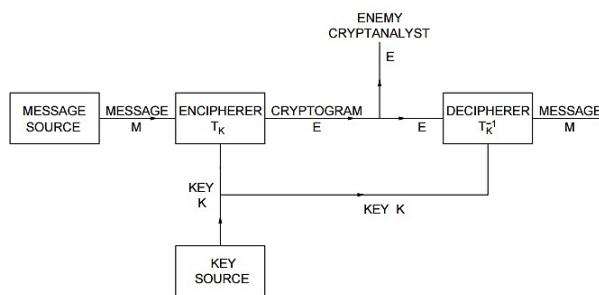 ENEMY
CRYPTANALYST
E
MESSAGE
SOURCE
MESSAGE
M
ENCIPHERER
T_K
CRYPTOGRAM
E
E
DECIPHERER
T_K^-1
MESSAGE
M
KEY
K
KEY K
KEY
SOURCE